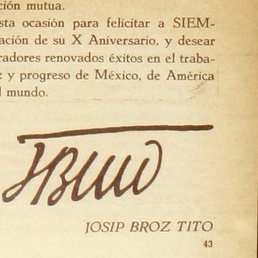 ción mutua.
sta ocasión para felicitar a SIEM-
ación de su X Aniversario, y desear
radores renovados éxitos en el traba-
z y progreso de México, de América
l mundo.
JOSIP BROZ TITO
43